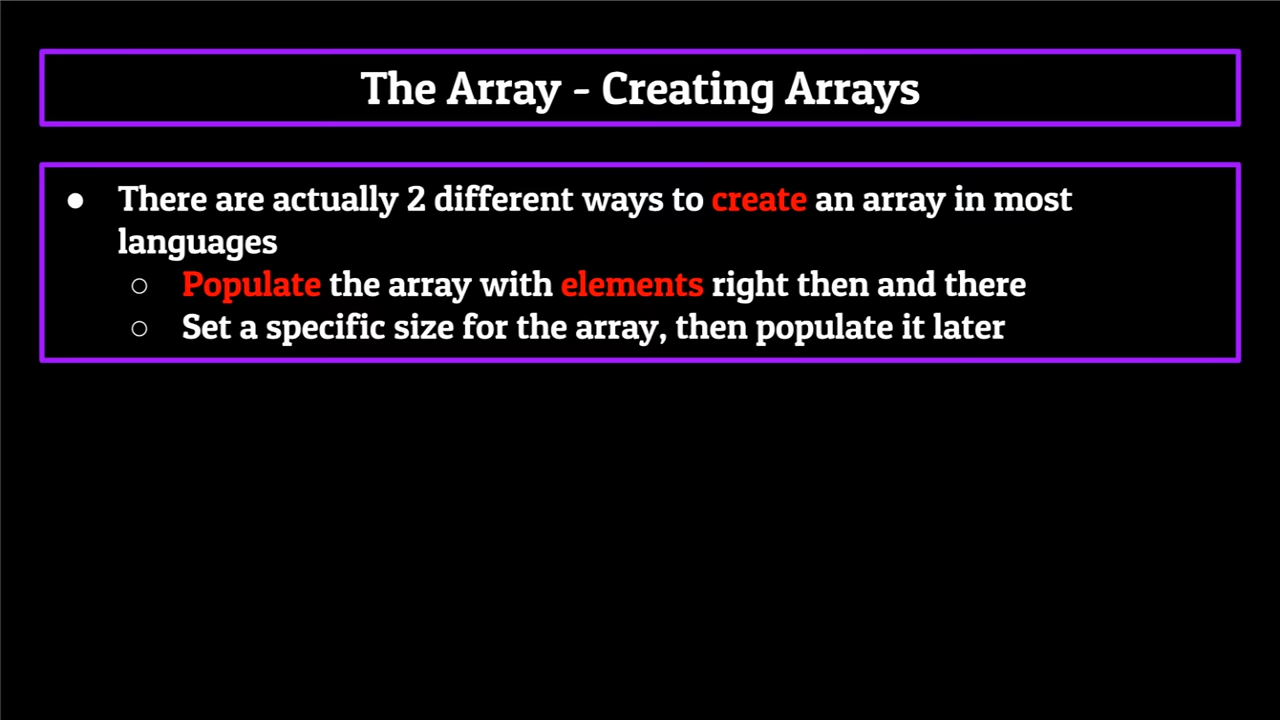 The Array - Creating Arrays
● There are actually 2 different ways to create an array in most
languages
○ Populate the array with elements right then and there
○ Set a specific size for the array, then populate it later